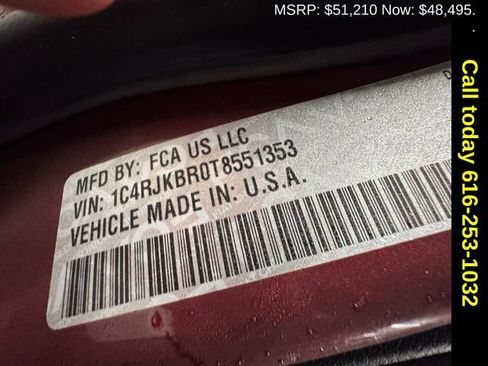 MSRP: $51,210 Now: $48,495.
MFD BY: FCA US LLC
VIN: 1C4RJKBR0T8551353
VEHICLE MADE IN: U.S.A.
Call today 616-253-1032